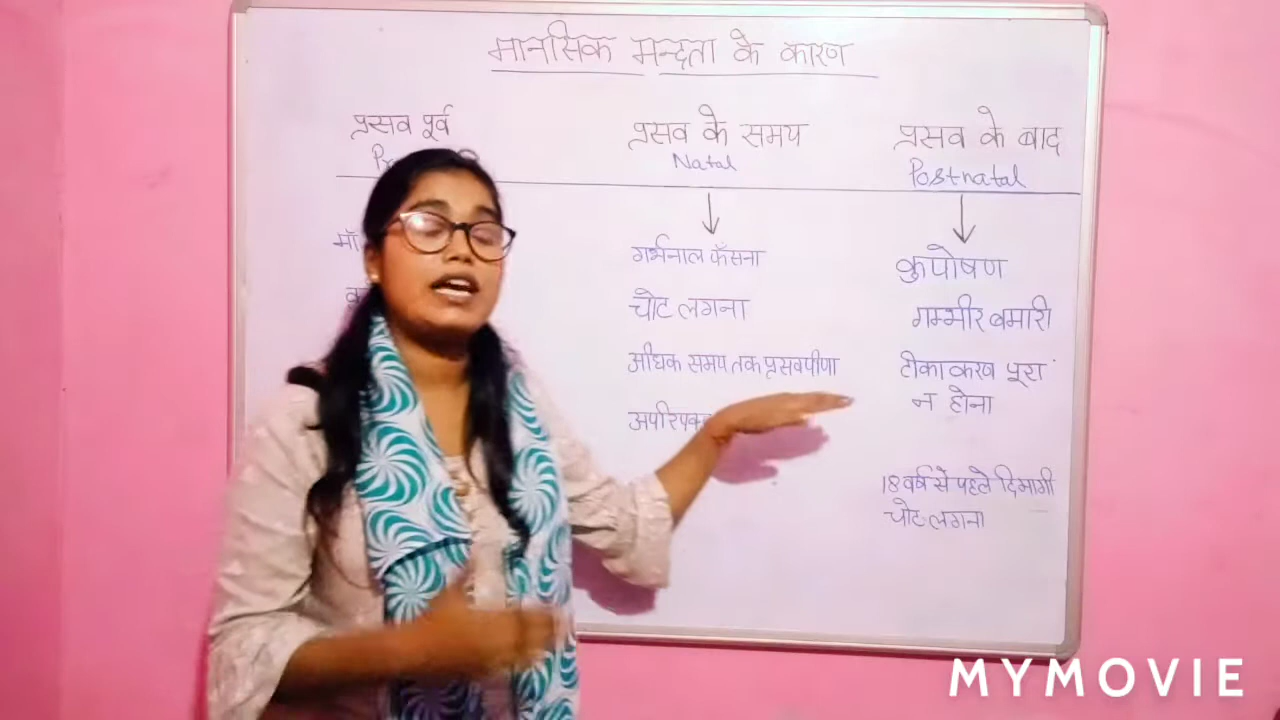 मानसिक मन्दता के कारण
प्रसव पूर्व
माँ
प्रसव के समय
Natal
गर्भनाल फँसना
चोट लगना
अधिक समय तक प्रसवपीणा
प्रसव के बाद
Postnatal
कुपोषण
गम्भीर बमारी
टीकाकरण पूरा
न होना
18 वर्ष से पहले दिमागी
चोट लगना
MYMOVIE